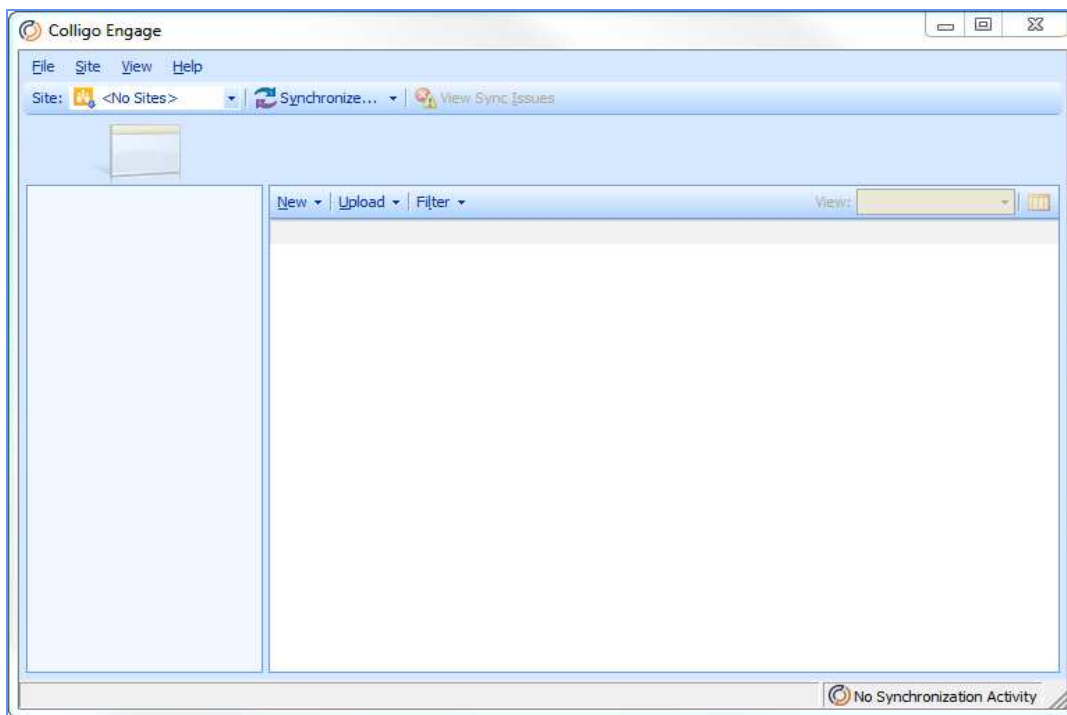 Colligo Engage
File Site View Help
Site: <No Sites> Synchronize... View Sync Issues
New Upload Filter View:
No Synchronization Activity